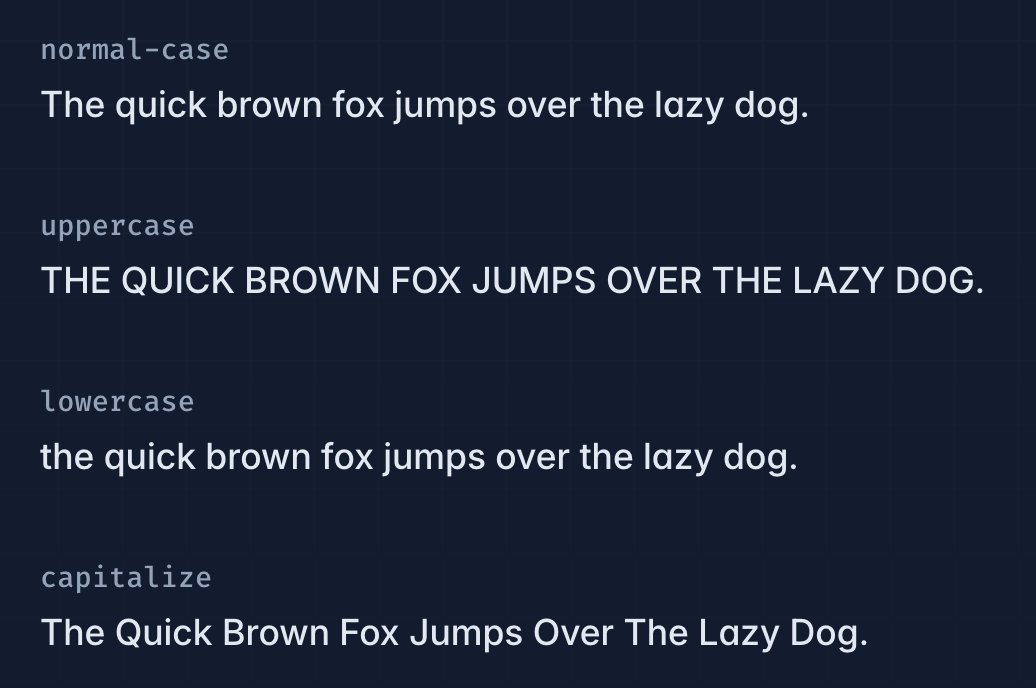 normal-case
The quick brown fox jumps over the lazy dog.
uppercase
THE QUICK BROWN FOX JUMPS OVER THE LAZY DOG.
lowercase
the quick brown fox jumps over the lazy dog.
capitalize
The Quick Brown Fox Jumps Over The Lazy Dog.